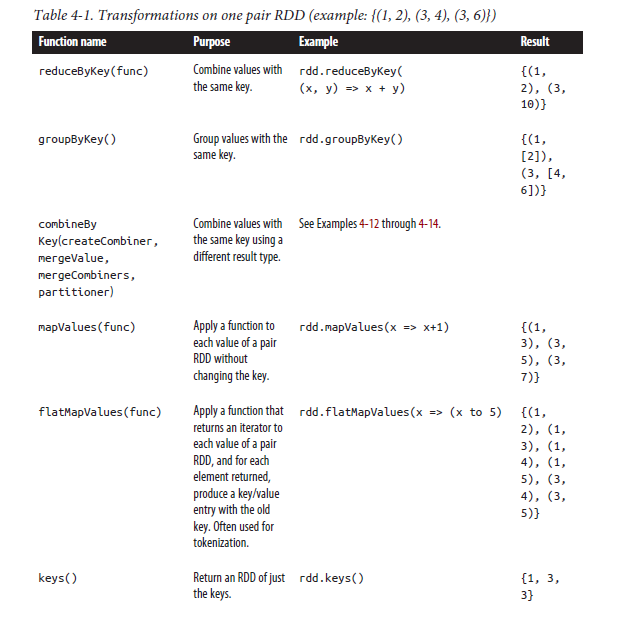 Table 4-1. Transformations on one pair RDD (example: {(1, 2), (3, 4), (3, 6)})
Function name Purpose Example Result
reduceByKey(func) Combine values with rdd.reduceByKey( {(1,
the same key. (x, y) => x + y) 2), (3,
10)}
groupByKey() Group values with the rdd.groupByKey() {(1,
same key. [2]),
(3, [4,
6])}
combineBy Combine values with See Examples 4-12 through 4-14.
Key(createCombiner, the same key using a
mergeValue, different result type.
mergeCombiners,
partitioner)
mapValues(func) Apply a function to rdd.mapValues(x => x+1) {(1,
each value of a pair 3), (3,
RDD without 5), (3,
changing the key. 7)}
flatMapValues(func) Apply a function that rdd.flatMapValues(x => (x to 5) {(1,
returns an iterator to 2), (1,
each value of a pair 3), (1,
RDD, and for each 4), (1,
element returned, 5), (3,
produce a key/value 4), (3,
entry with the old 5)}
key. Often used for
tokenization.
keys() Return an RDD of just rdd.keys() {1, 3,
the keys. 3}